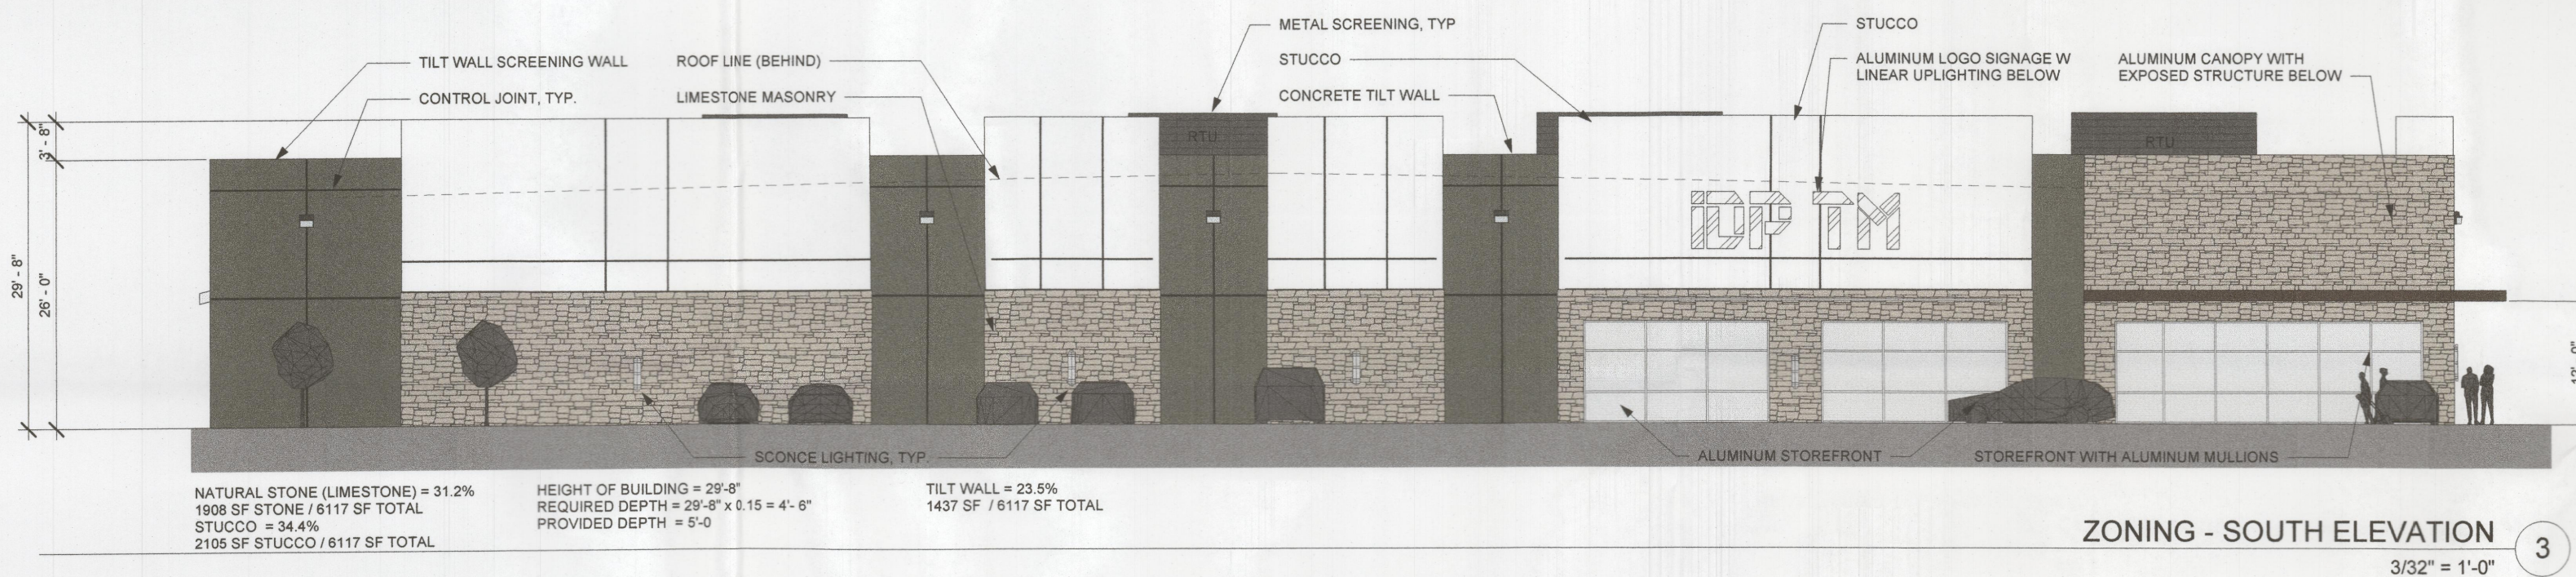 METAL SCREENING, TYP
STUCCO
STUCCO
CONCRETE TILT WALL
TILT WALL SCREENING WALL
CONTROL JOINT, TYP.
ROOF LINE (BEHIND)
LIMESTONE MASONRY
ALUMINUM LOGO SIGNAGE W
LINEAR UPLIGHTING BELOW
ALUMINUM CANOPY WITH
EXPOSED STRUCTURE BELOW
3' - 8"
29' - 8"
26' - 0"
RTU
RTU
SCONCE LIGHTING, TYP.
ALUMINUM STOREFRONT
STOREFRONT WITH ALUMINUM MULLIONS
NATURAL STONE (LIMESTONE) = 31.2%
1908 SF STONE / 6117 SF TOTAL
STUCCO = 34.4%
2105 SF STUCCO / 6117 SF TOTAL
HEIGHT OF BUILDING = 29'-8"
REQUIRED DEPTH = 29'-8" x 0.15 = 4'- 6"
PROVIDED DEPTH = 5'-0
TILT WALL = 23.5%
1437 SF / 6117 SF TOTAL
ZONING - SOUTH ELEVATION
3
3/32" = 1'-0"